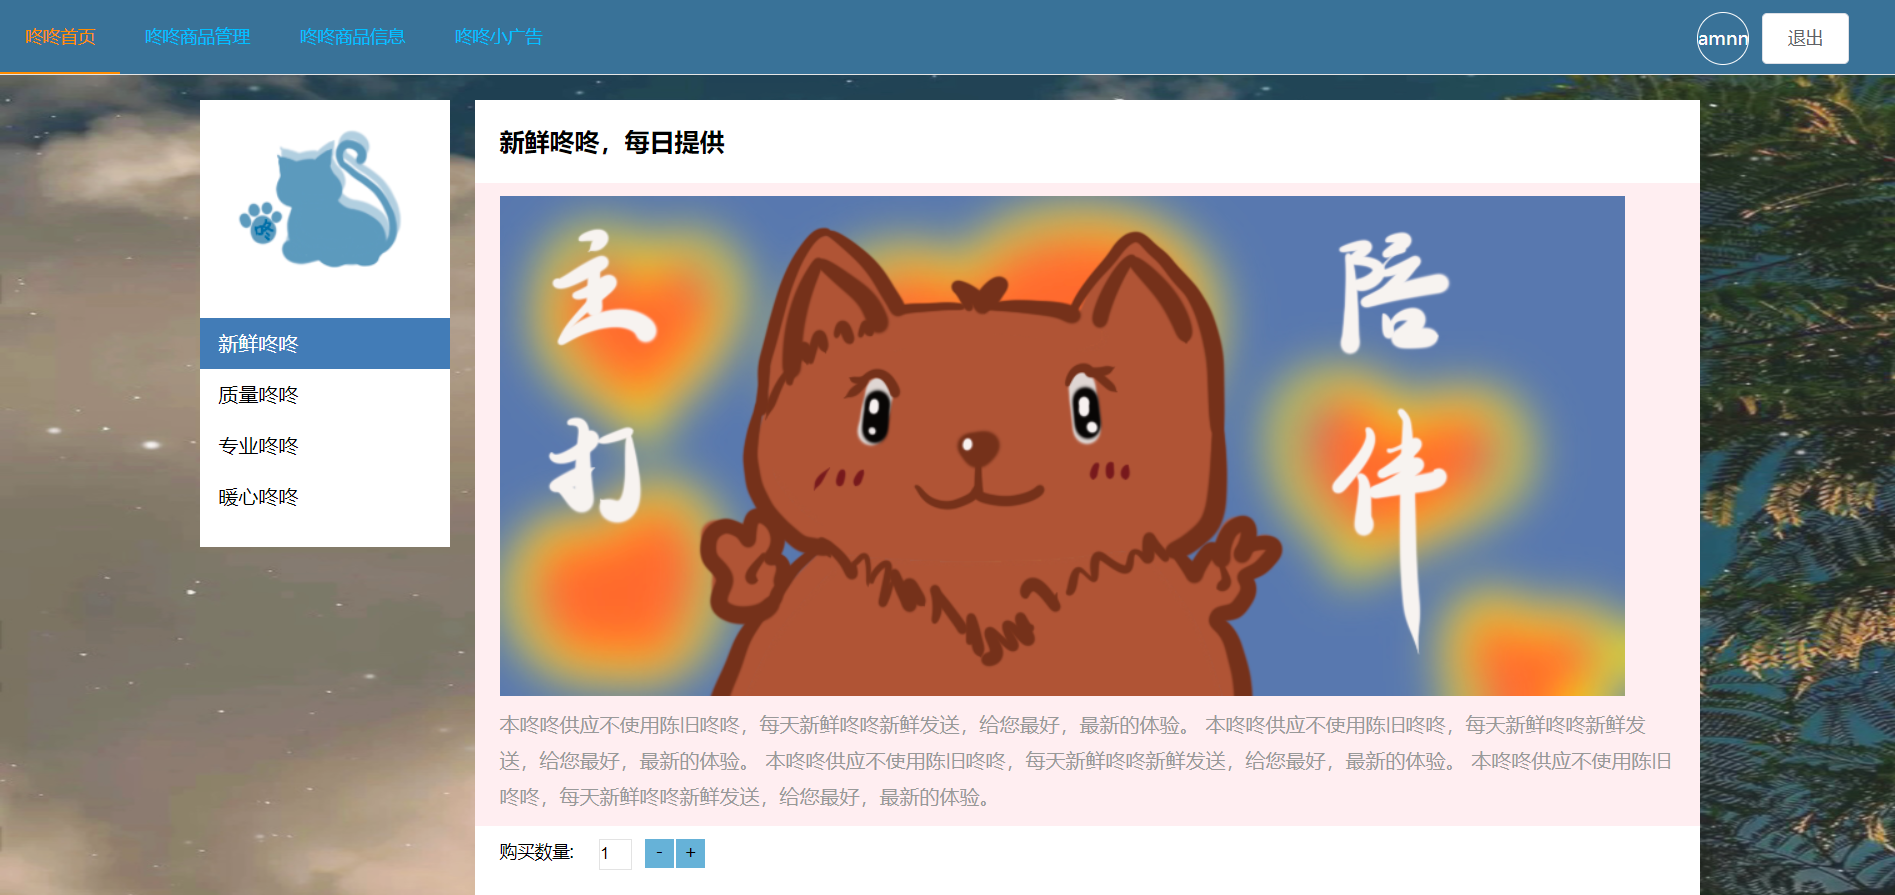 咚咚首页 咚咚商品管理 咚咚商品信息 咚咚小广告 amnn 退出
咚
新鲜咚咚
质量咚咚
专业咚咚
暖心咚咚
新鲜咚咚，每日提供
主打
陪伴
本咚咚供应不使用陈旧咚咚，每天新鲜咚咚新鲜发送，给您最好，最新的体验。 本咚咚供应不使用陈旧咚咚，每天新鲜咚咚新鲜发
送，给您最好，最新的体验。 本咚咚供应不使用陈旧咚咚，每天新鲜咚咚新鲜发送，给您最好，最新的体验。 本咚咚供应不使用陈旧
咚咚，每天新鲜咚咚新鲜发送，给您最好，最新的体验。
购买数量: 1 - +